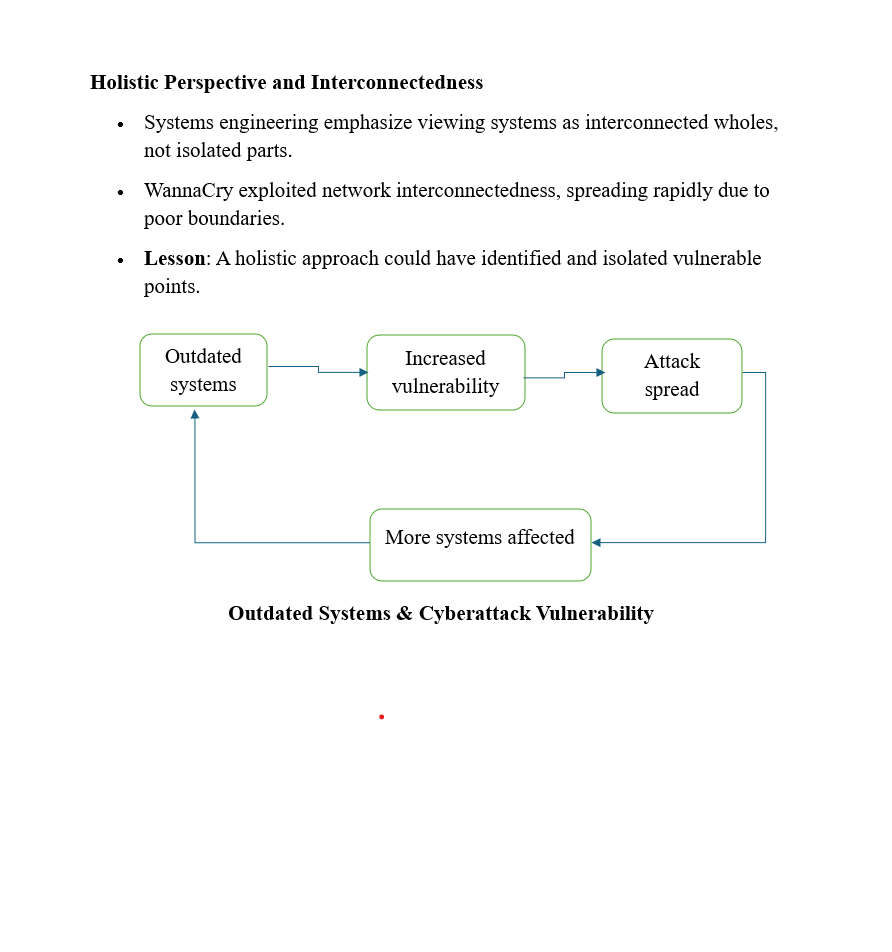 Holistic Perspective and Interconnectedness
• Systems engineering emphasize viewing systems as interconnected wholes,
not isolated parts.
• WannaCry exploited network interconnectedness, spreading rapidly due to
poor boundaries.
• Lesson: A holistic approach could have identified and isolated vulnerable
points.
Outdated
systems
Increased
vulnerability
Attack
spread
More systems affected
Outdated Systems & Cyberattack Vulnerability